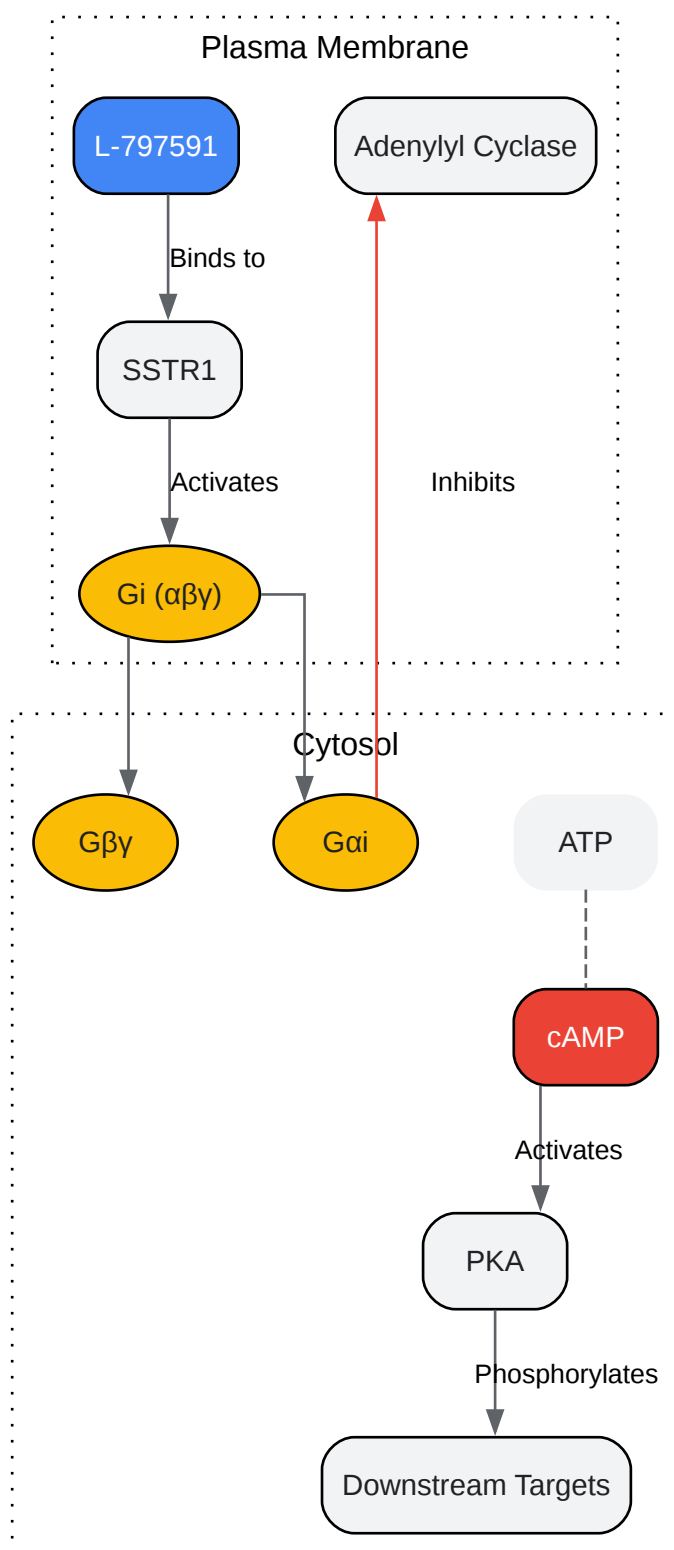 Plasma Membrane
L-797591
Adenylyl Cyclase
Binds to
SSTR1
Activates
Inhibits
Gi (αβγ)
Cytosol
Gβγ
Gαi
ATP
cAMP
Activates
PKA
Phosphorylates
Downstream Targets